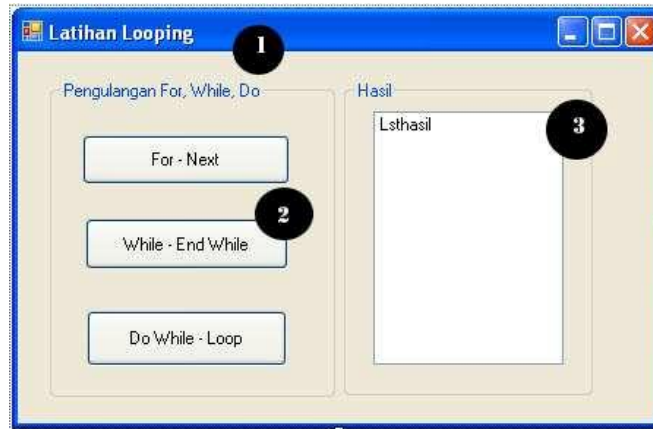 Latihan Looping
1
Pengulangan For, While, Do
Hasil
Lsthasil
3
For - Next
2
While - End While
Do While - Loop